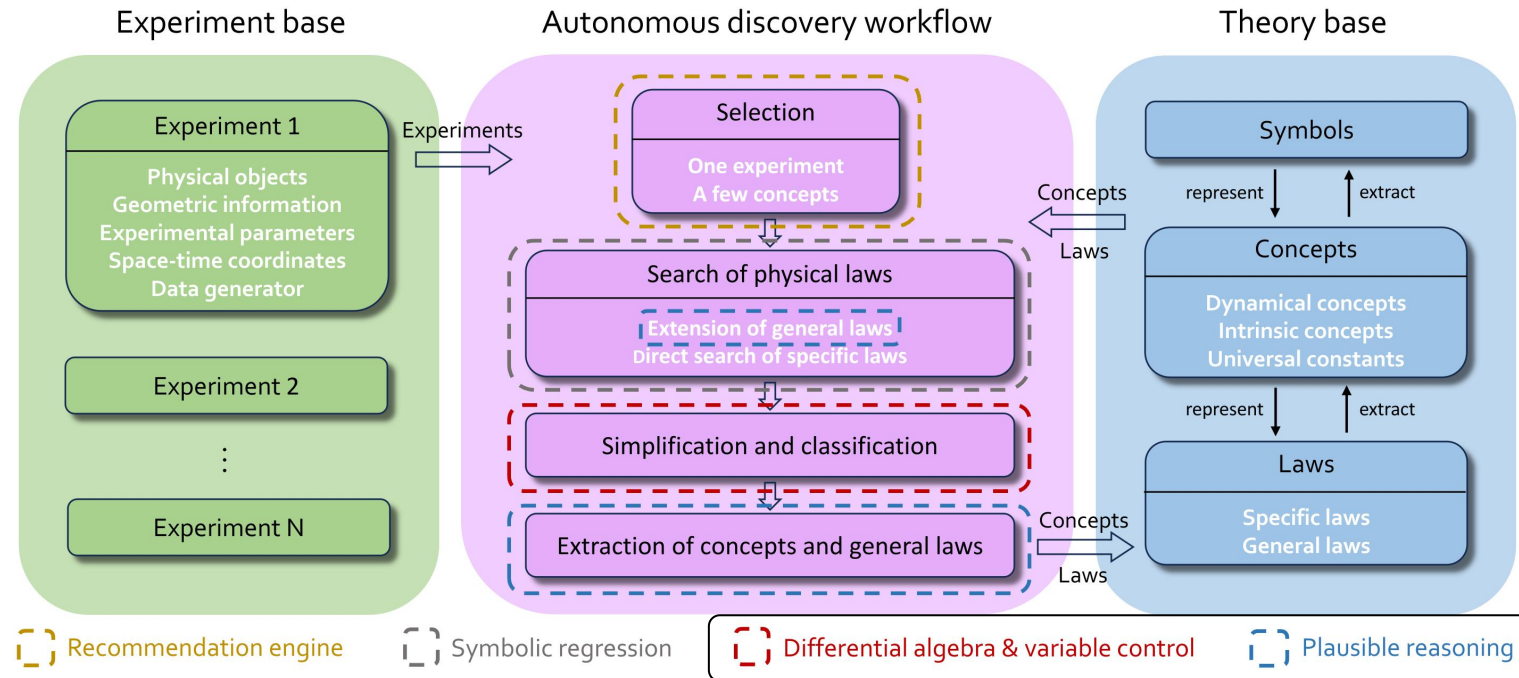 Experiment base
Autonomous discovery workflow
Theory base
Experiment 1
Physical objects
Geometric information
Experimental parameters
Space-time coordinates
Data generator
Experiment 2
⋮
Experiment N
Experiments
Selection
One experiment
A few concepts
Search of physical laws
Extension of general laws
Direct search of specific laws
Simplification and classification
Extraction of concepts and general laws
Concepts
Laws
Concepts
Laws
Symbols
represent
extract
Concepts
Dynamical concepts
Intrinsic concepts
Universal constants
represent
extract
Laws
Specific laws
General laws
Recommendation engine
Symbolic regression
Differential algebra & variable control
Plausible reasoning